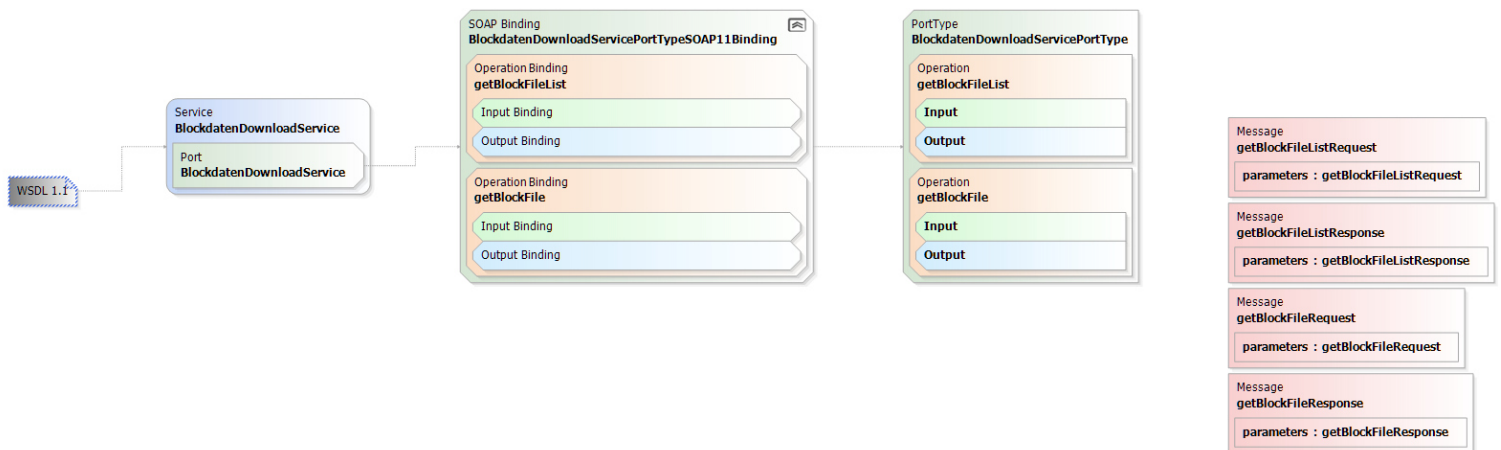 WSDL 1.1
Service
BlockdatenDownloadService
Port
BlockdatenDownloadService
SOAP Binding
BlockdatenDownloadServicePortTypeSOAP11Binding
Operation Binding
getBlockFileList
Input Binding
Output Binding
Operation Binding
getBlockFile
Input Binding
Output Binding
PortType
BlockdatenDownloadServicePortType
Operation
getBlockFileList
Input
Output
Operation
getBlockFile
Input
Output
Message
getBlockFileListRequest
parameters : getBlockFileListRequest
Message
getBlockFileListResponse
parameters : getBlockFileListResponse
Message
getBlockFileRequest
parameters : getBlockFileRequest
Message
getBlockFileResponse
parameters : getBlockFileResponse